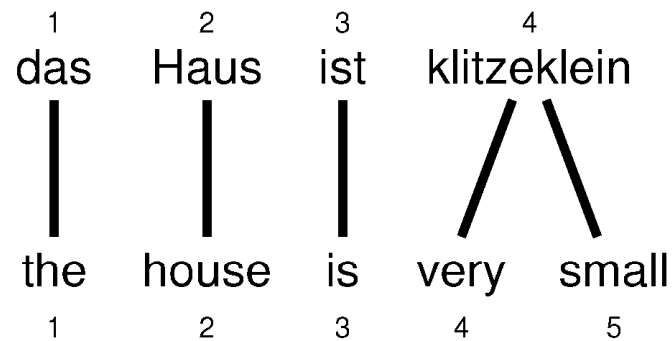 1 2 3 4
das Haus ist klitzeklein
the house is very small
1 2 3 4 5